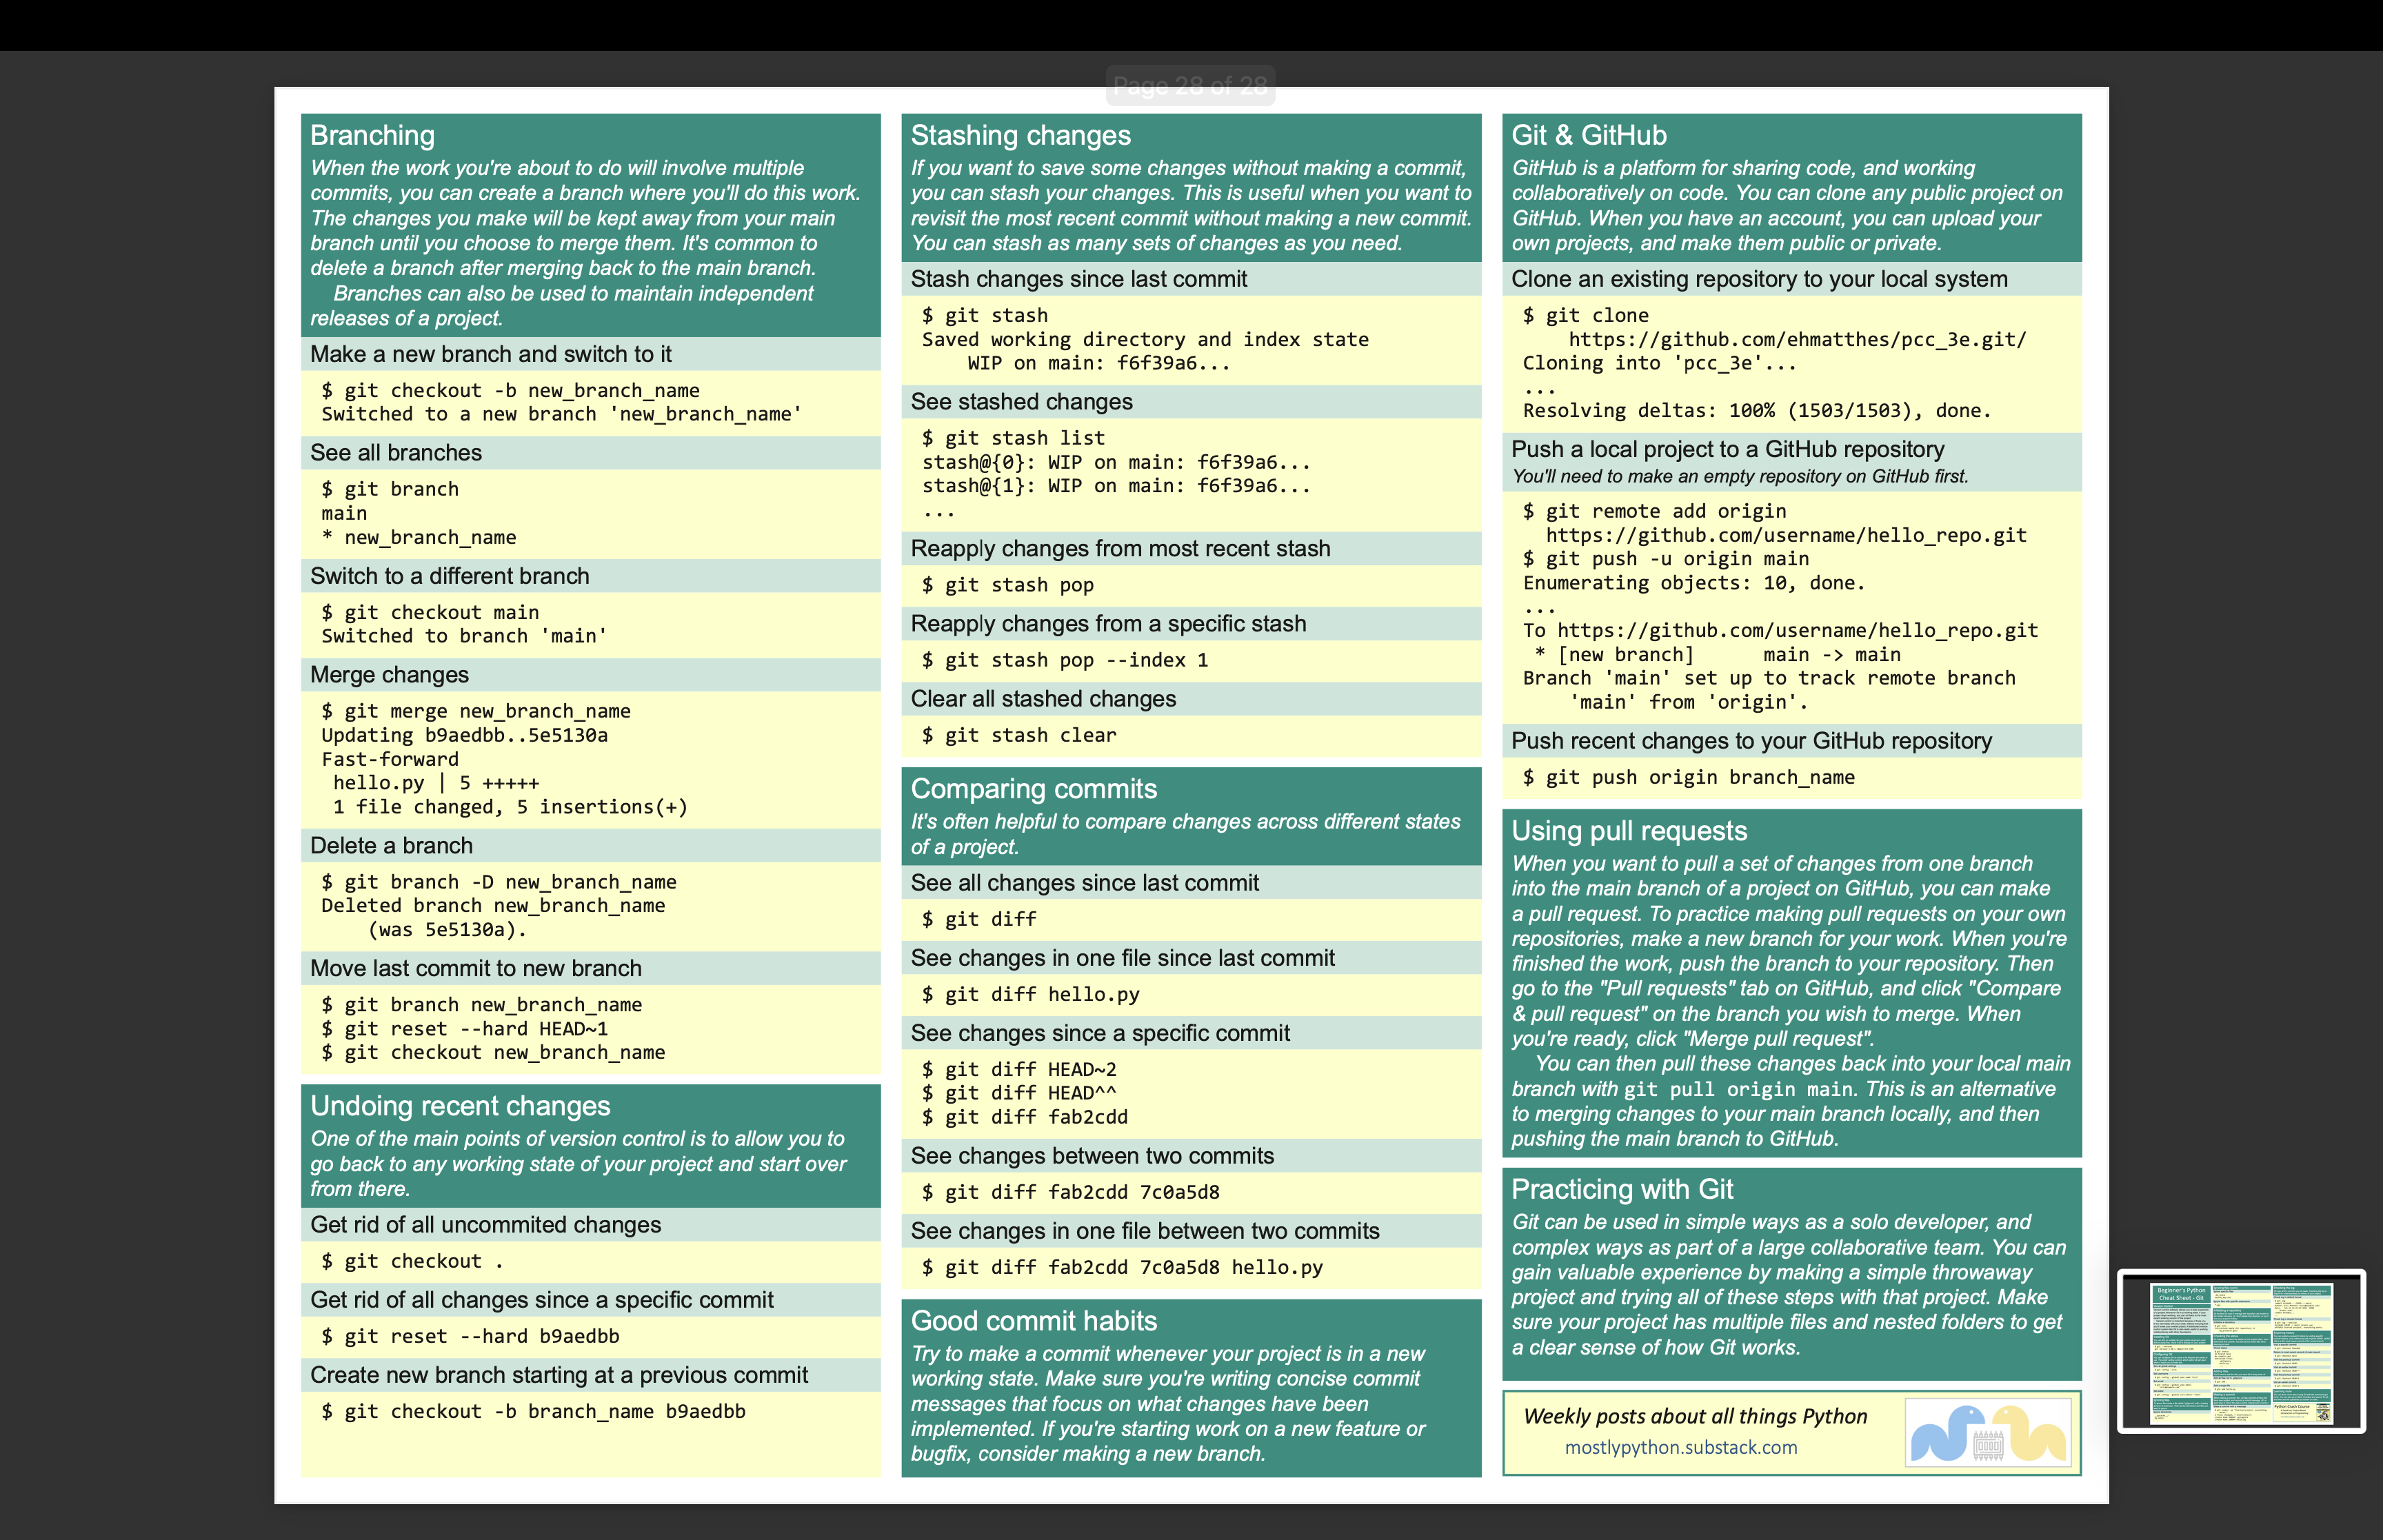 Page 28 of 28
Branching
When the work you're about to do will involve multiple
commits, you can create a branch where you'll do this work.
The changes you make will be kept away from your main
branch until you choose to merge them. It's common to
delete a branch after merging back to the main branch.
Branches can also be used to maintain independent
releases of a project.
Make a new branch and switch to it
$ git checkout -b new_branch_name
Switched to a new branch 'new_branch_name'
See all branches
$ git branch
main
* new_branch_name
Switch to a different branch
$ git checkout main
Switched to branch 'main'
Merge changes
$ git merge new_branch_name
Updating b9aedbb..5e5130a
Fast-forward
hello.py | 5 +++++
1 file changed, 5 insertions(+)
Delete a branch
$ git branch -D new_branch_name
Deleted branch new_branch_name
(was 5e5130a).
Move last commit to new branch
$ git branch new_branch_name
$ git reset --hard HEAD~1
$ git checkout new_branch_name
Undoing recent changes
One of the main points of version control is to allow you to
go back to any working state of your project and start over
from there.
Get rid of all uncommited changes
$ git checkout .
Get rid of all changes since a specific commit
$ git reset --hard b9aedbb
Create new branch starting at a previous commit
$ git checkout -b branch_name b9aedbb
Stashing changes
If you want to save some changes without making a commit,
you can stash your changes. This is useful when you want to
revisit the most recent commit without making a new commit.
You can stash as many sets of changes as you need.
Stash changes since last commit
$ git stash
Saved working directory and index state
WIP on main: f6f39a6...
See stashed changes
$ git stash list
stash@{0}: WIP on main: f6f39a6...
stash@{1}: WIP on main: f6f39a6...
...
Reapply changes from most recent stash
$ git stash pop
Reapply changes from a specific stash
$ git stash pop --index 1
Clear all stashed changes
$ git stash clear
Comparing commits
It's often helpful to compare changes across different states
of a project.
See all changes since last commit
$ git diff
See changes in one file since last commit
$ git diff hello.py
See changes since a specific commit
$ git diff HEAD~2
$ git diff HEAD^^
$ git diff fab2cdd
See changes between two commits
$ git diff fab2cdd 7c0a5d8
See changes in one file between two commits
$ git diff fab2cdd 7c0a5d8 hello.py
Good commit habits
Try to make a commit whenever your project is in a new
working state. Make sure you're writing concise commit
messages that focus on what changes have been
implemented. If you're starting work on a new feature or
bugfix, consider making a new branch.
Git & GitHub
GitHub is a platform for sharing code, and working
collaboratively on code. You can clone any public project on
GitHub. When you have an account, you can upload your
own projects, and make them public or private.
Clone an existing repository to your local system
$ git clone
https://github.com/ehmatthes/pcc_3e.git/
Cloning into 'pcc_3e'...
...
Resolving deltas: 100% (1503/1503), done.
Push a local project to a GitHub repository
You'll need to make an empty repository on GitHub first.
$ git remote add origin
https://github.com/username/hello_repo.git
$ git push -u origin main
Enumerating objects: 10, done.
...
To https://github.com/username/hello_repo.git
* [new branch]      main -> main
Branch 'main' set up to track remote branch
'main' from 'origin'.
Push recent changes to your GitHub repository
$ git push origin branch_name
Using pull requests
When you want to pull a set of changes from one branch
into the main branch of a project on GitHub, you can make
a pull request. To practice making pull requests on your own
repositories, make a new branch for your work. When you're
finished the work, push the branch to your repository. Then
go to the "Pull requests" tab on GitHub, and click "Compare
& pull request" on the branch you wish to merge. When
you're ready, click "Merge pull request".
You can then pull these changes back into your local main
branch with git pull origin main. This is an alternative
to merging changes to your main branch locally, and then
pushing the main branch to GitHub.
Practicing with Git
Git can be used in simple ways as a solo developer, and
complex ways as part of a large collaborative team. You can
gain valuable experience by making a simple throwaway
project and trying all of these steps with that project. Make
sure your project has multiple files and nested folders to get
a clear sense of how Git works.
Weekly posts about all things Python
mostlypython.substack.com
Beginner's Python
Cheat Sheet - Git
Python Crash Course